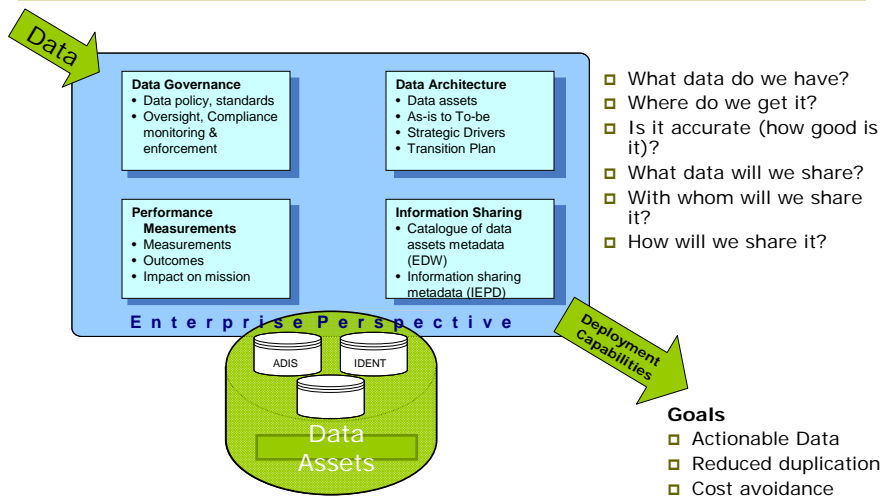 Data
Data Governance
• Data policy, standards
• Oversight, Compliance
monitoring &
enforcement
Data Architecture
• Data assets
• As-is to To-be
• Strategic Drivers
• Transition Plan
Performance
Measurements
• Measurements
• Outcomes
• Impact on mission
Information Sharing
• Catalogue of data
assets metadata
(EDW)
• Information sharing
metadata (IEPD)
Enterprise Perspective
ADIS
IDENT
Data
Assets
What data do we have?
Where do we get it?
Is it accurate (how good is
it)?
What data will we share?
With whom will we share
it?
How will we share it?
Deployment
Capabilities
Goals
Actionable Data
Reduced duplication
Cost avoidance